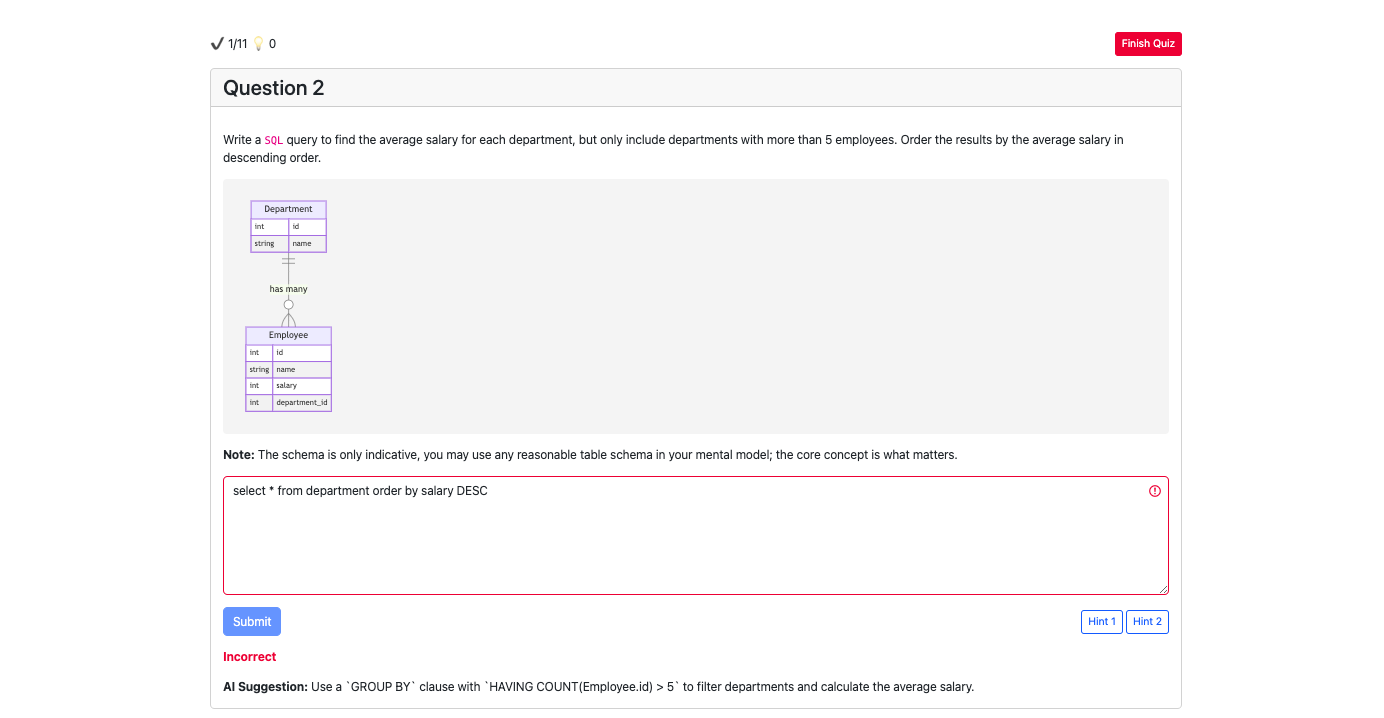 ✔ 1/11 💡 0
Finish Quiz
Question 2
Write a SQL query to find the average salary for each department, but only include departments with more than 5 employees. Order the results by the average salary in
descending order.
Department
int id
string name
has many
Employee
int id
string name
int salary
int department_id
Note: The schema is only indicative, you may use any reasonable table schema in your mental model; the core concept is what matters.
select * from department order by salary DESC
Submit
Hint 1 Hint 2
Incorrect
AI Suggestion: Use a `GROUP BY` clause with `HAVING COUNT(Employee.id) > 5` to filter departments and calculate the average salary.